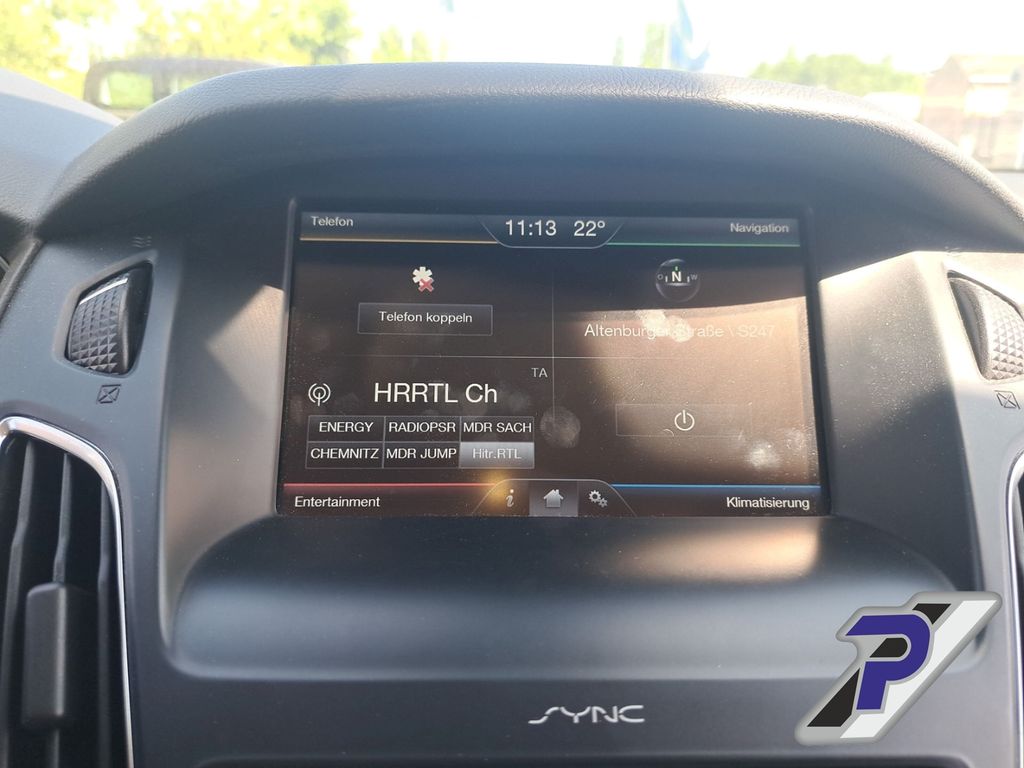 Telefon
11:13 22°
Navigation
N
O W
Telefon koppeln
Altenburger Straße \ S247
TA
HRRTL Ch
ENERGY RADIOPSR MDR SACH
CHEMNITZ MDR JUMP Hitr.RTL
Entertainment
i
Klimatisierung
SYNC
P